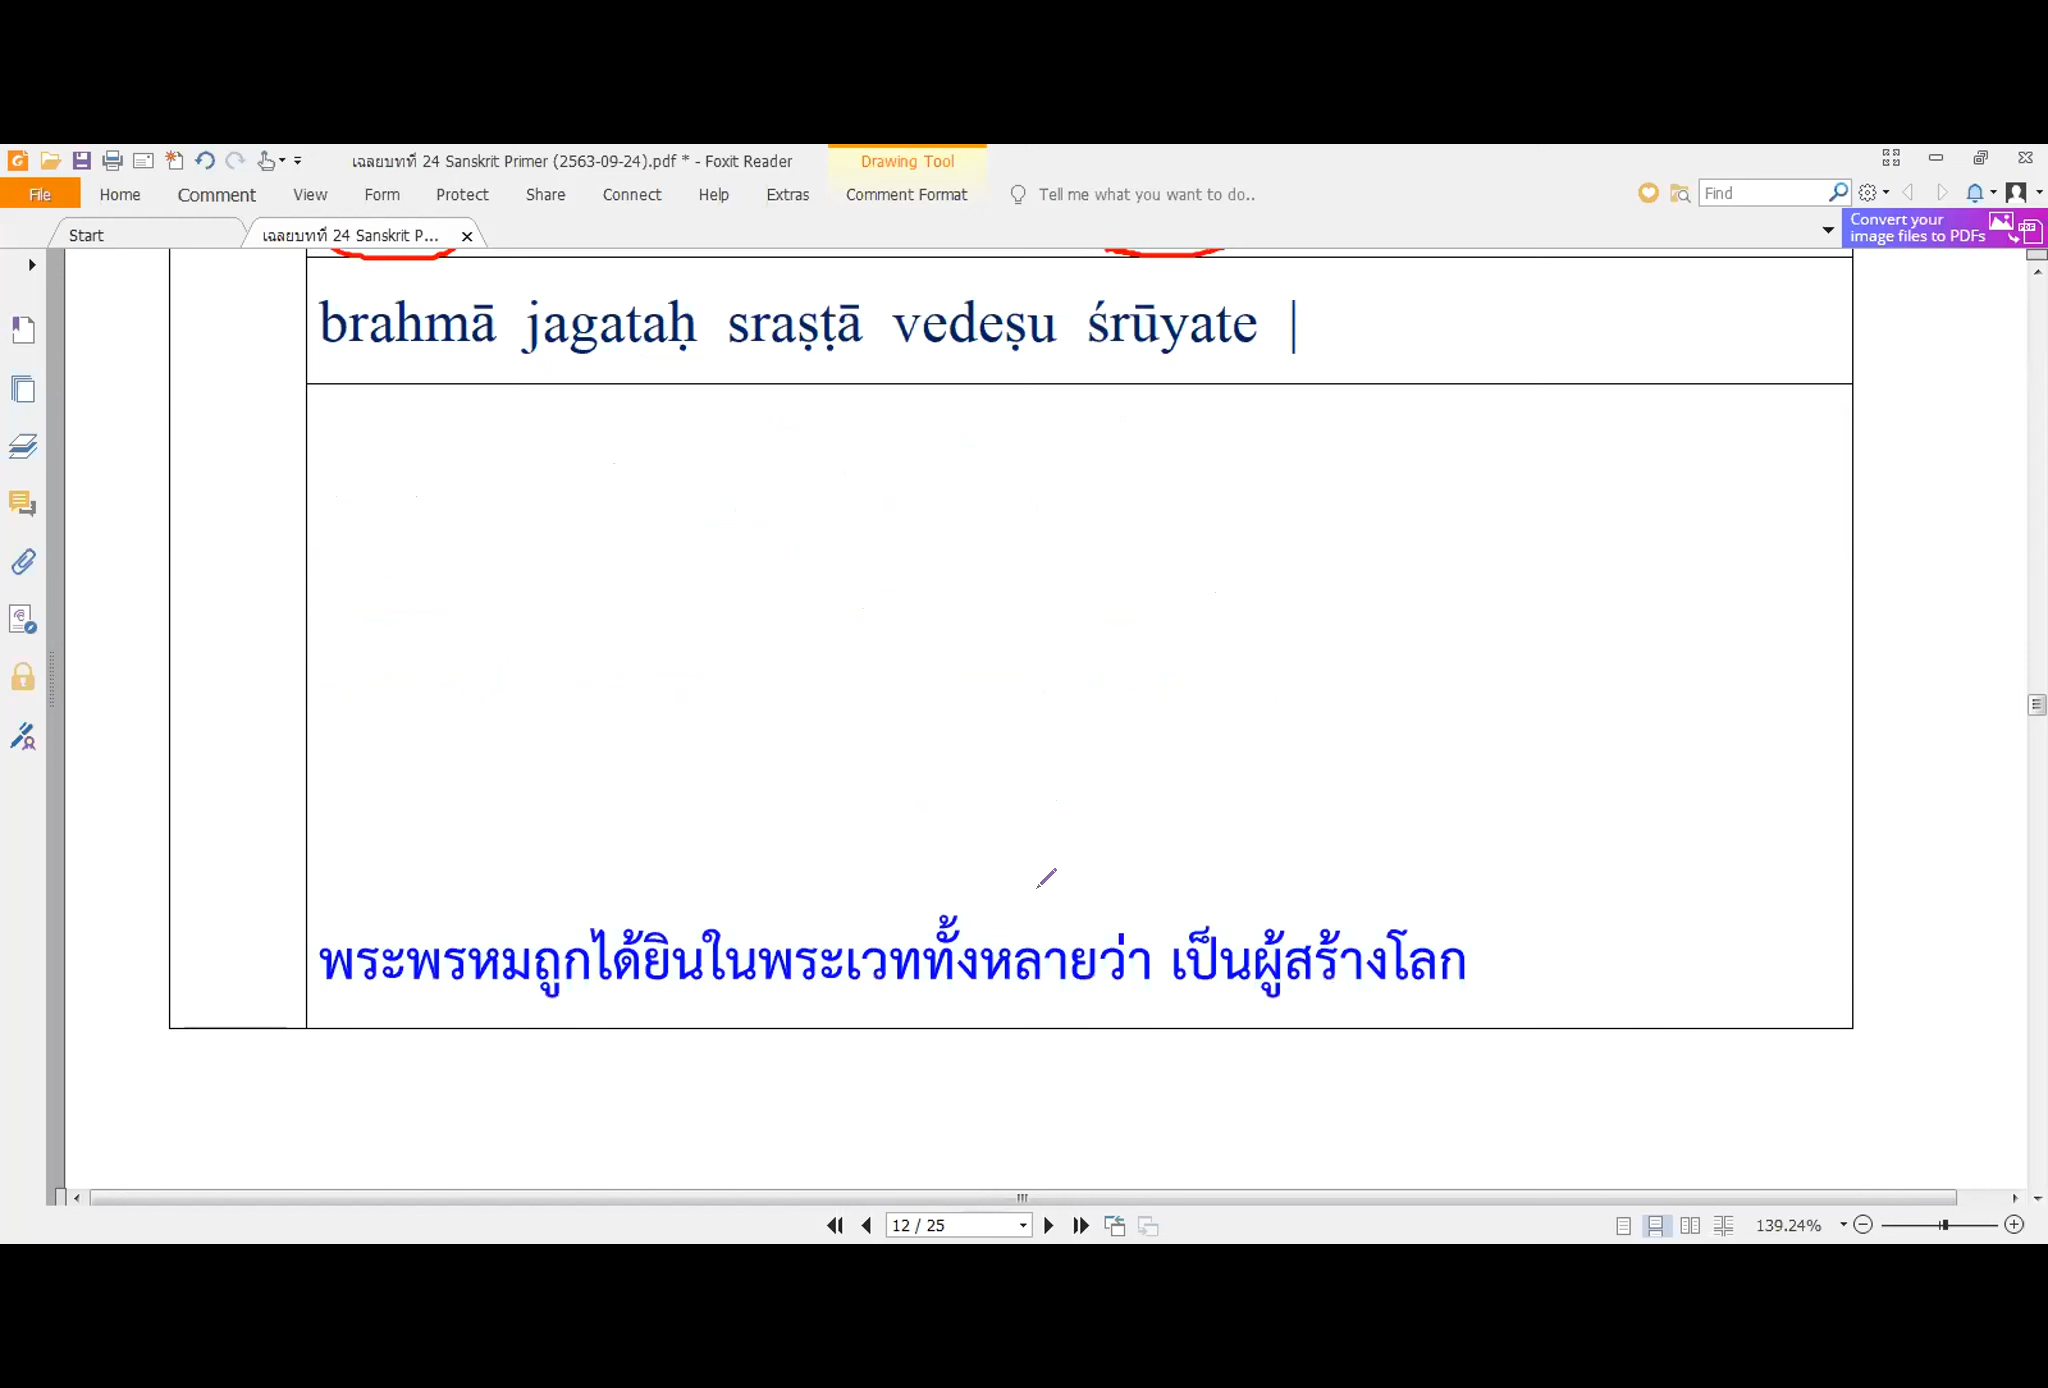 เฉลยบทที่ 24 Sanskrit Primer (2563-09-24).pdf * - Foxit Reader
Drawing Tool
File Home Comment View Form Protect Share Connect Help Extras Comment Format Tell me what you want to do.. Find
Start เฉลยบทที่ 24 Sanskrit P...
Convert your
image files to PDFs
brahmā jagataḥ sraṣṭā vedeṣu śrūyate |
พระพรหมถูกได้ยินในพระเวททั้งหลายว่า เป็นผู้สร้างโลก
12 / 25
139.24%